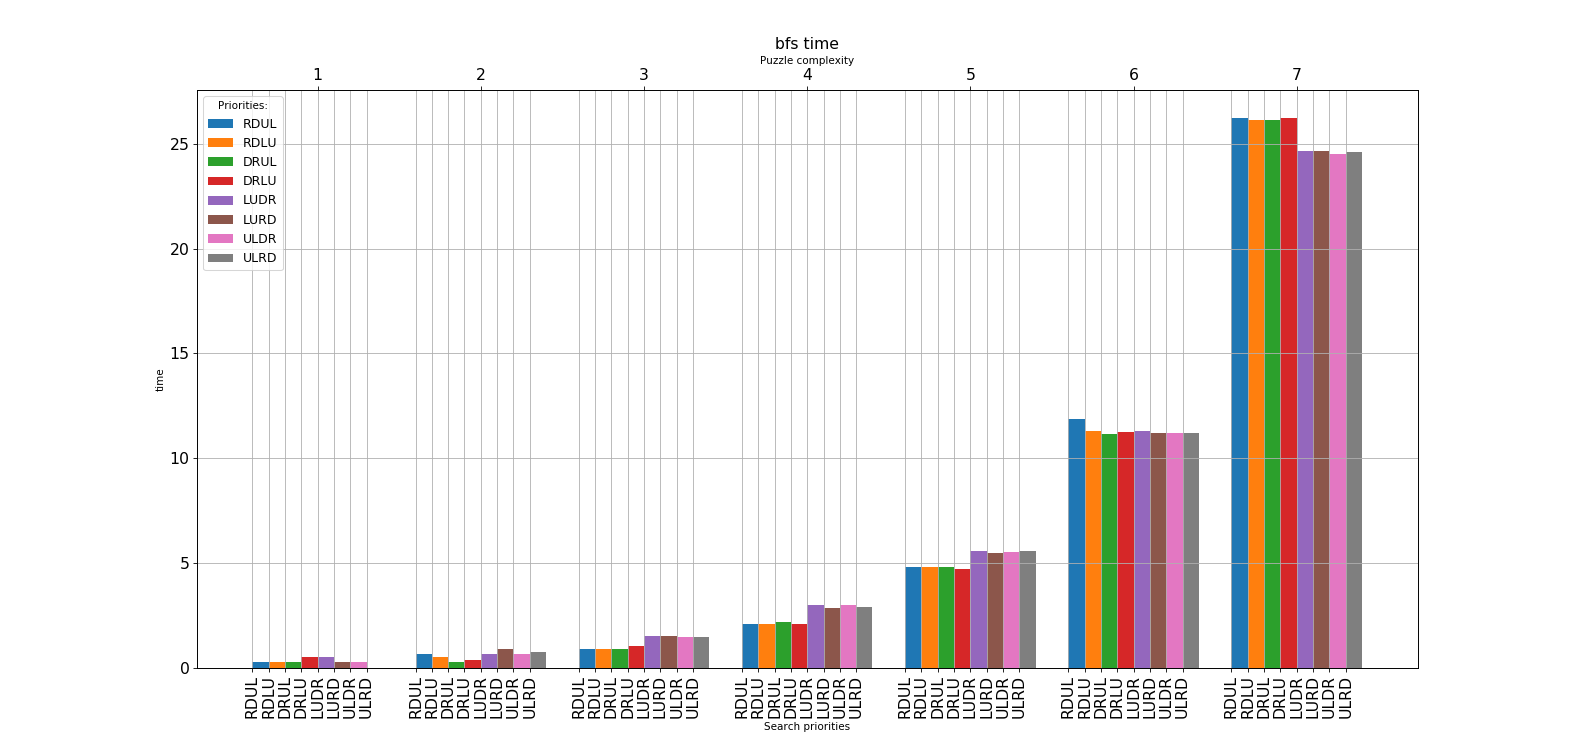 bfs time
Puzzle complexity
1 2 3 4 5 6 7
Priorities:
RDUL
RDLU
DRUL
DRLU
LUDR
LURD
ULDR
ULRD
25
20
15
10
5
0
time
RDUL RDLU DRUL DRLU LUDR LURD ULDR ULRD RDUL RDLU DRUL DRLU LUDR LURD ULDR ULRD RDUL RDLU DRUL DRLU LUDR LURD ULDR ULRD RDUL RDLU DRUL DRLU LUDR LURD ULDR ULRD RDUL RDLU DRUL DRLU LUDR LURD ULDR ULRD RDUL RDLU DRUL DRLU LUDR LURD ULDR ULRD RDUL RDLU DRUL DRLU LUDR LURD ULDR ULRD
Search priorities